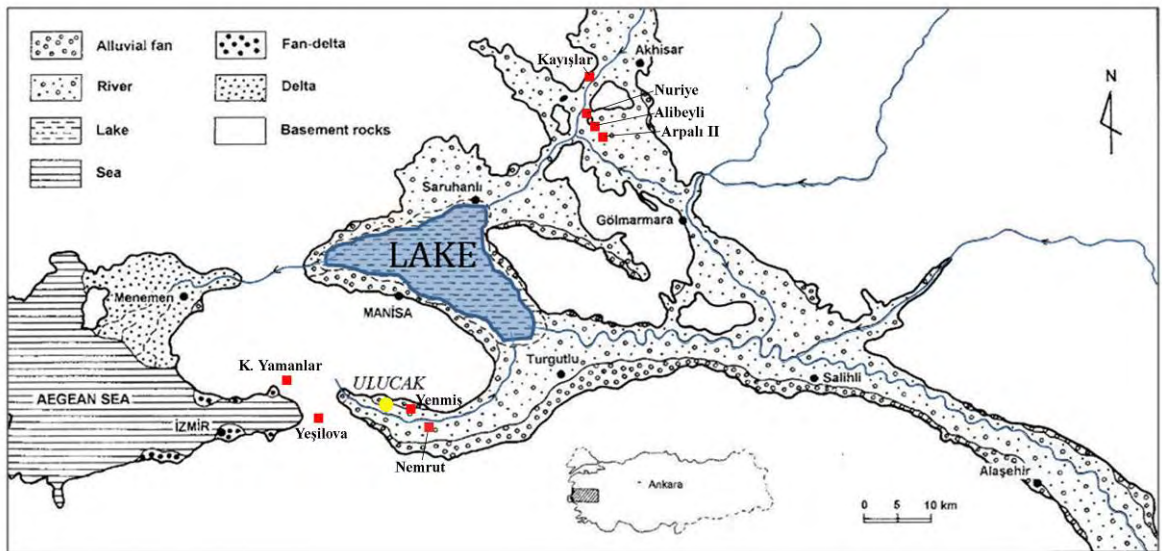 Alluvial fan
Fan-delta
River
Delta
Lake
Basement rocks
Sea
N
Kayışlar
Akhisar
Nuriye
Alibeyli
Arpalı II
Saruhanlı
Gölmarmara
LAKE
Menemen
MANİSA
K. Yamanlar
ULUCAK
Turgutlu
Salihli
AEGEAN SEA
Yenmiş
İZMİR
Yeşilova
Nemrut
Alaşehir
Ankara
0 5 10 km